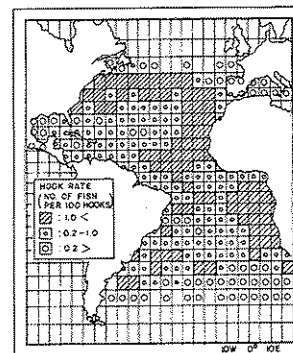 HOOK RATE
(NO. OF FISH
PER 100 HOOKS)
: 1.0 <
: 0.2-1.0
: 0.2 >
10W 0° 10E